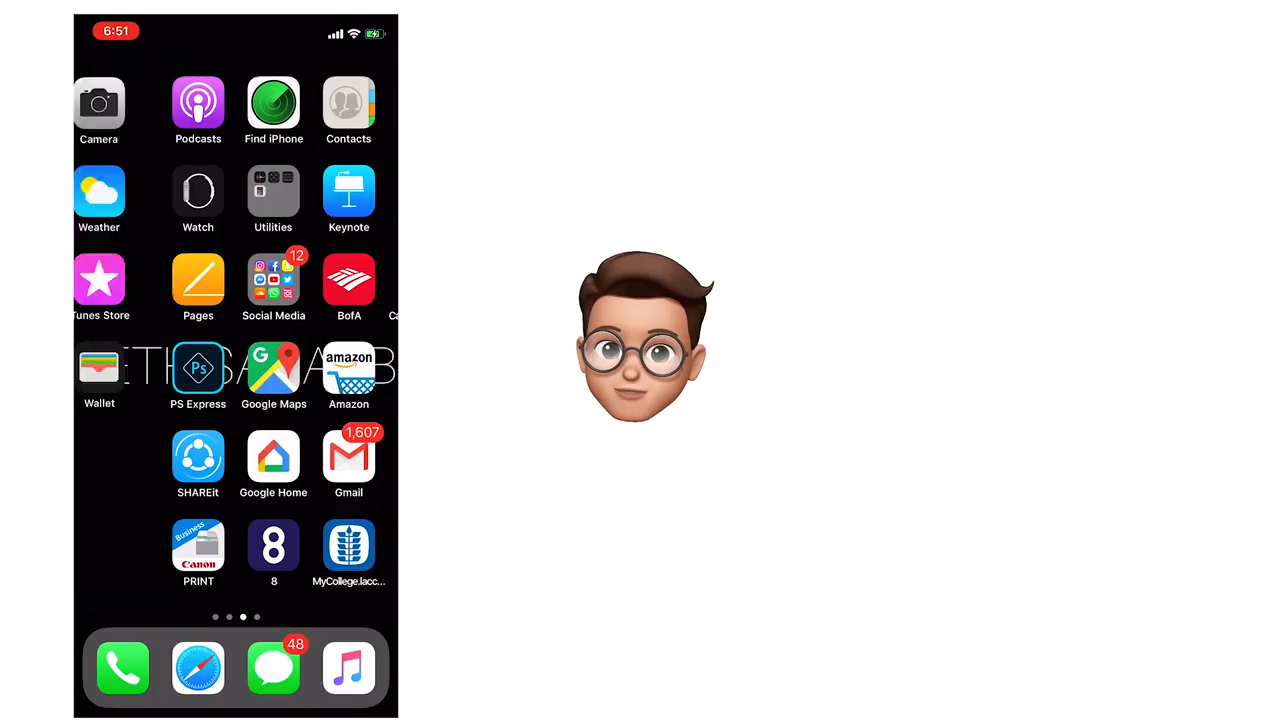 6:51
Camera Podcasts Find iPhone Contacts
Weather Watch Utilities Keynote
12
Tunes Store Pages Social Media BofA
G Ps amazon
Wallet PS Express Google Maps Amazon
1,607
SHAREit Google Home Gmail
Business
Canon
8
PRINT 8 MyCollege.lacc...
48